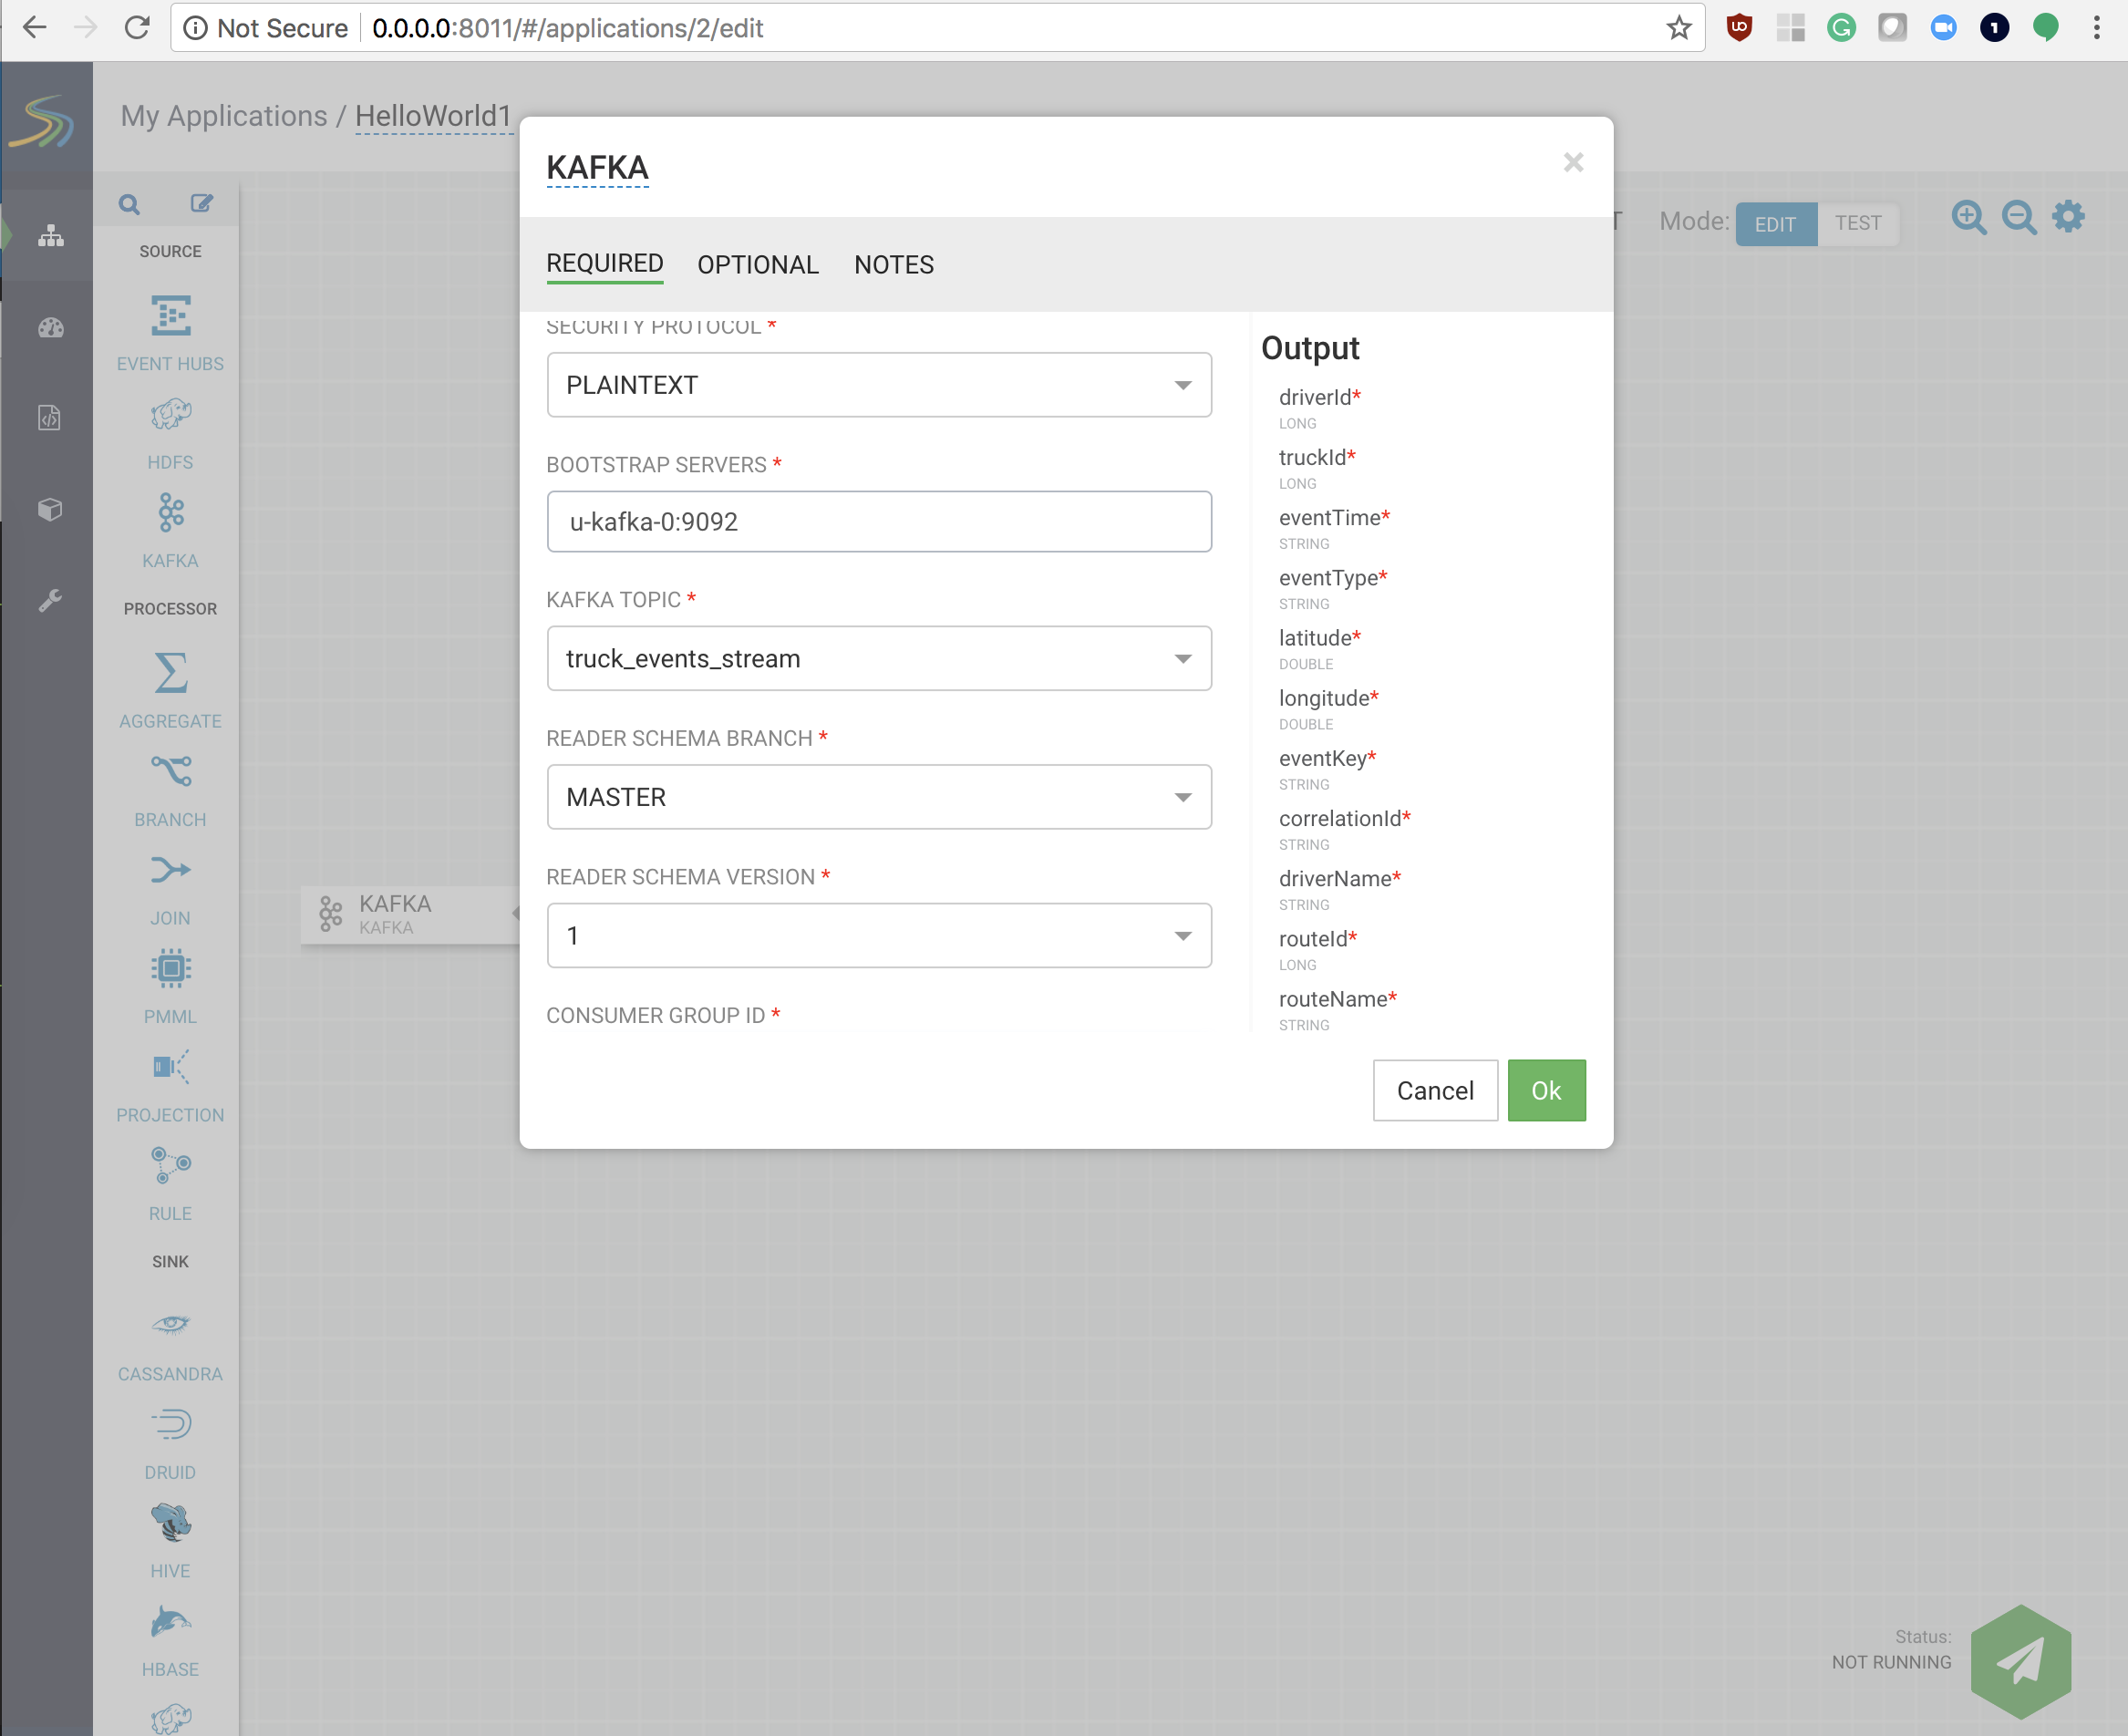 Not Secure 0.0.0.0:8011/#/applications/2/edit
My Applications / HelloWorld1
Mode: EDIT TEST
SOURCE
EVENT HUBS
HDFS
KAFKA
PROCESSOR
AGGREGATE
BRANCH
JOIN
PMML
PROJECTION
RULE
SINK
CASSANDRA
DRUID
HIVE
HBASE
KAFKA
KAFKA
KAFKA
×
REQUIRED OPTIONAL NOTES
SECURITY PROTOCOL *
PLAINTEXT
BOOTSTRAP SERVERS *
u-kafka-0:9092
KAFKA TOPIC *
truck_events_stream
READER SCHEMA BRANCH *
MASTER
READER SCHEMA VERSION *
1
CONSUMER GROUP ID *
Output
driverId*
LONG
truckId*
LONG
eventTime*
STRING
eventType*
STRING
latitude*
DOUBLE
longitude*
DOUBLE
eventKey*
STRING
correlationId*
STRING
driverName*
STRING
routeId*
LONG
routeName*
STRING
Cancel Ok
Status:
NOT RUNNING